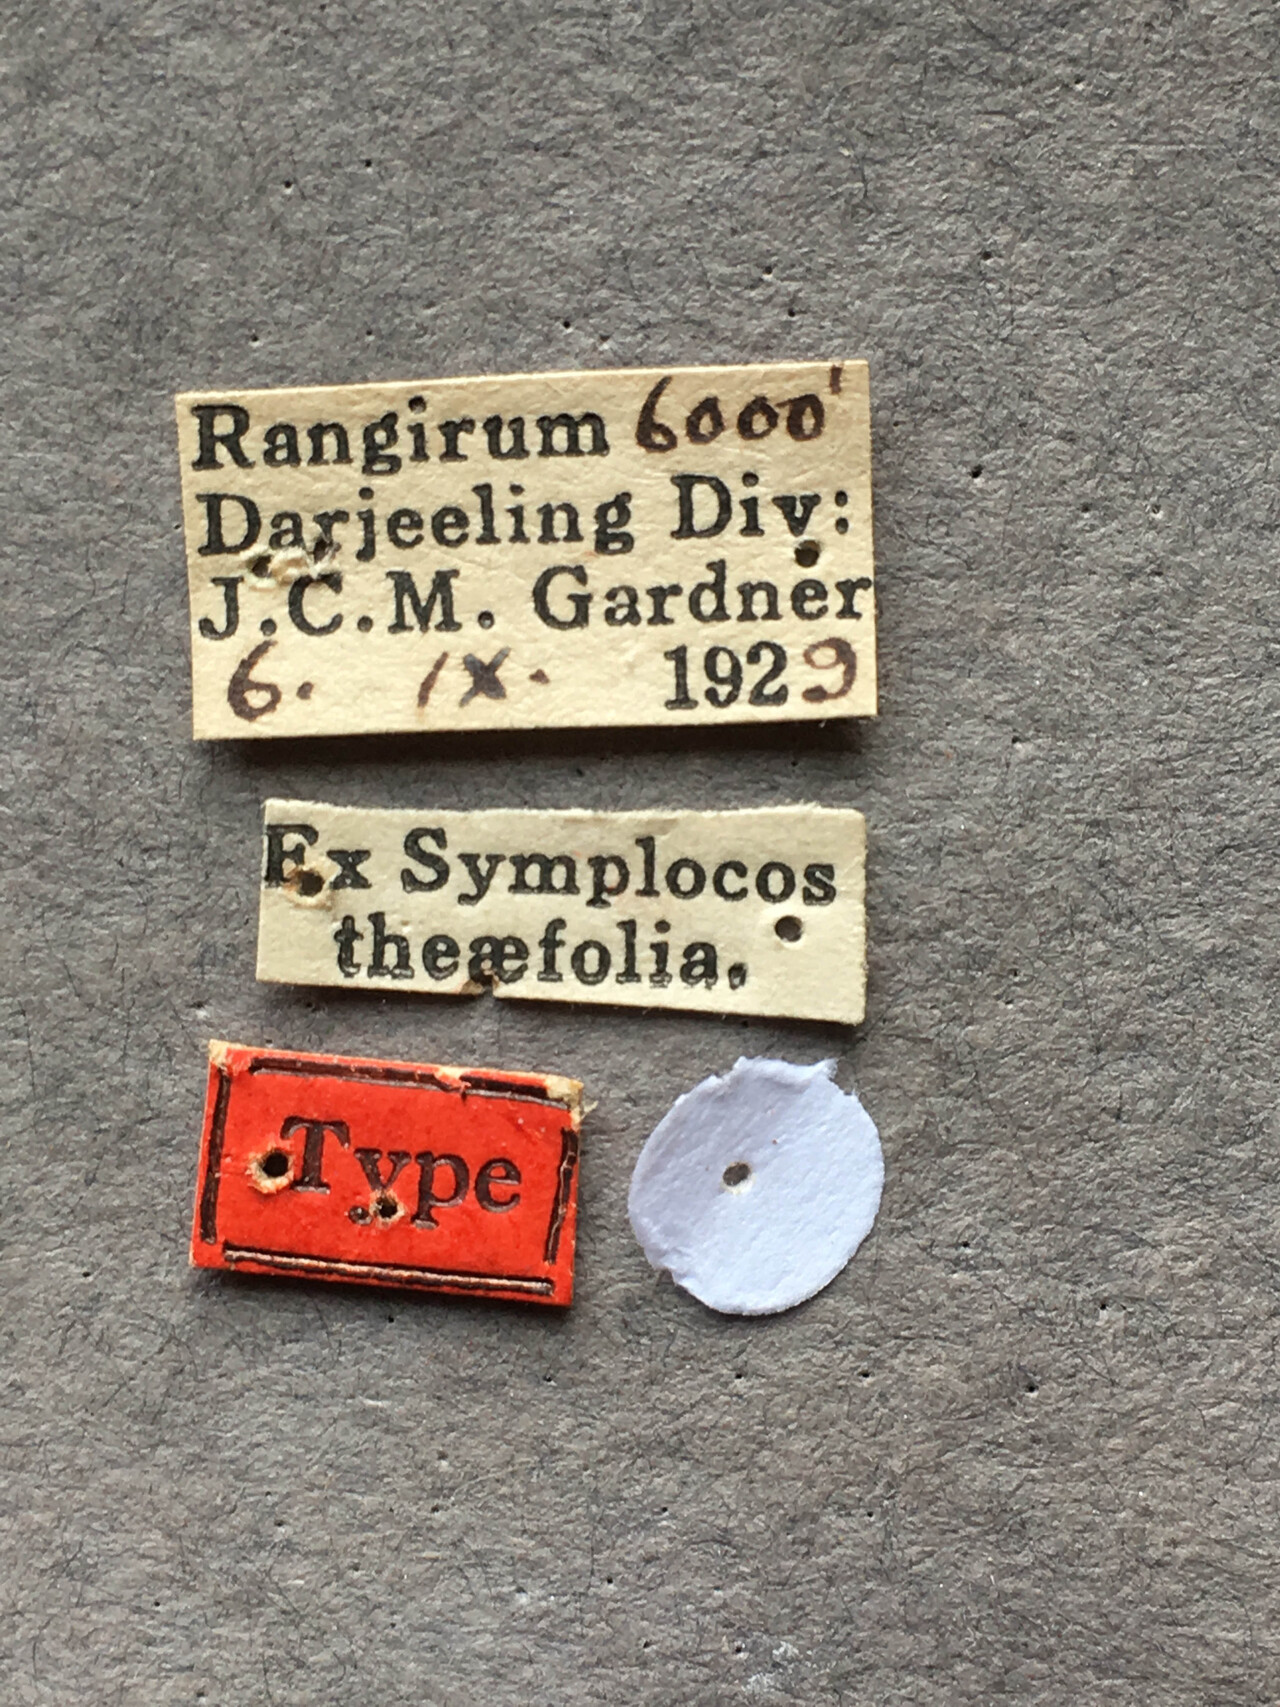 Rangirum 6000'
Darjeeling Div:
J.C.M. Gardner
6. IX. 1929
Ex Symplocos
theæfolia.
Type